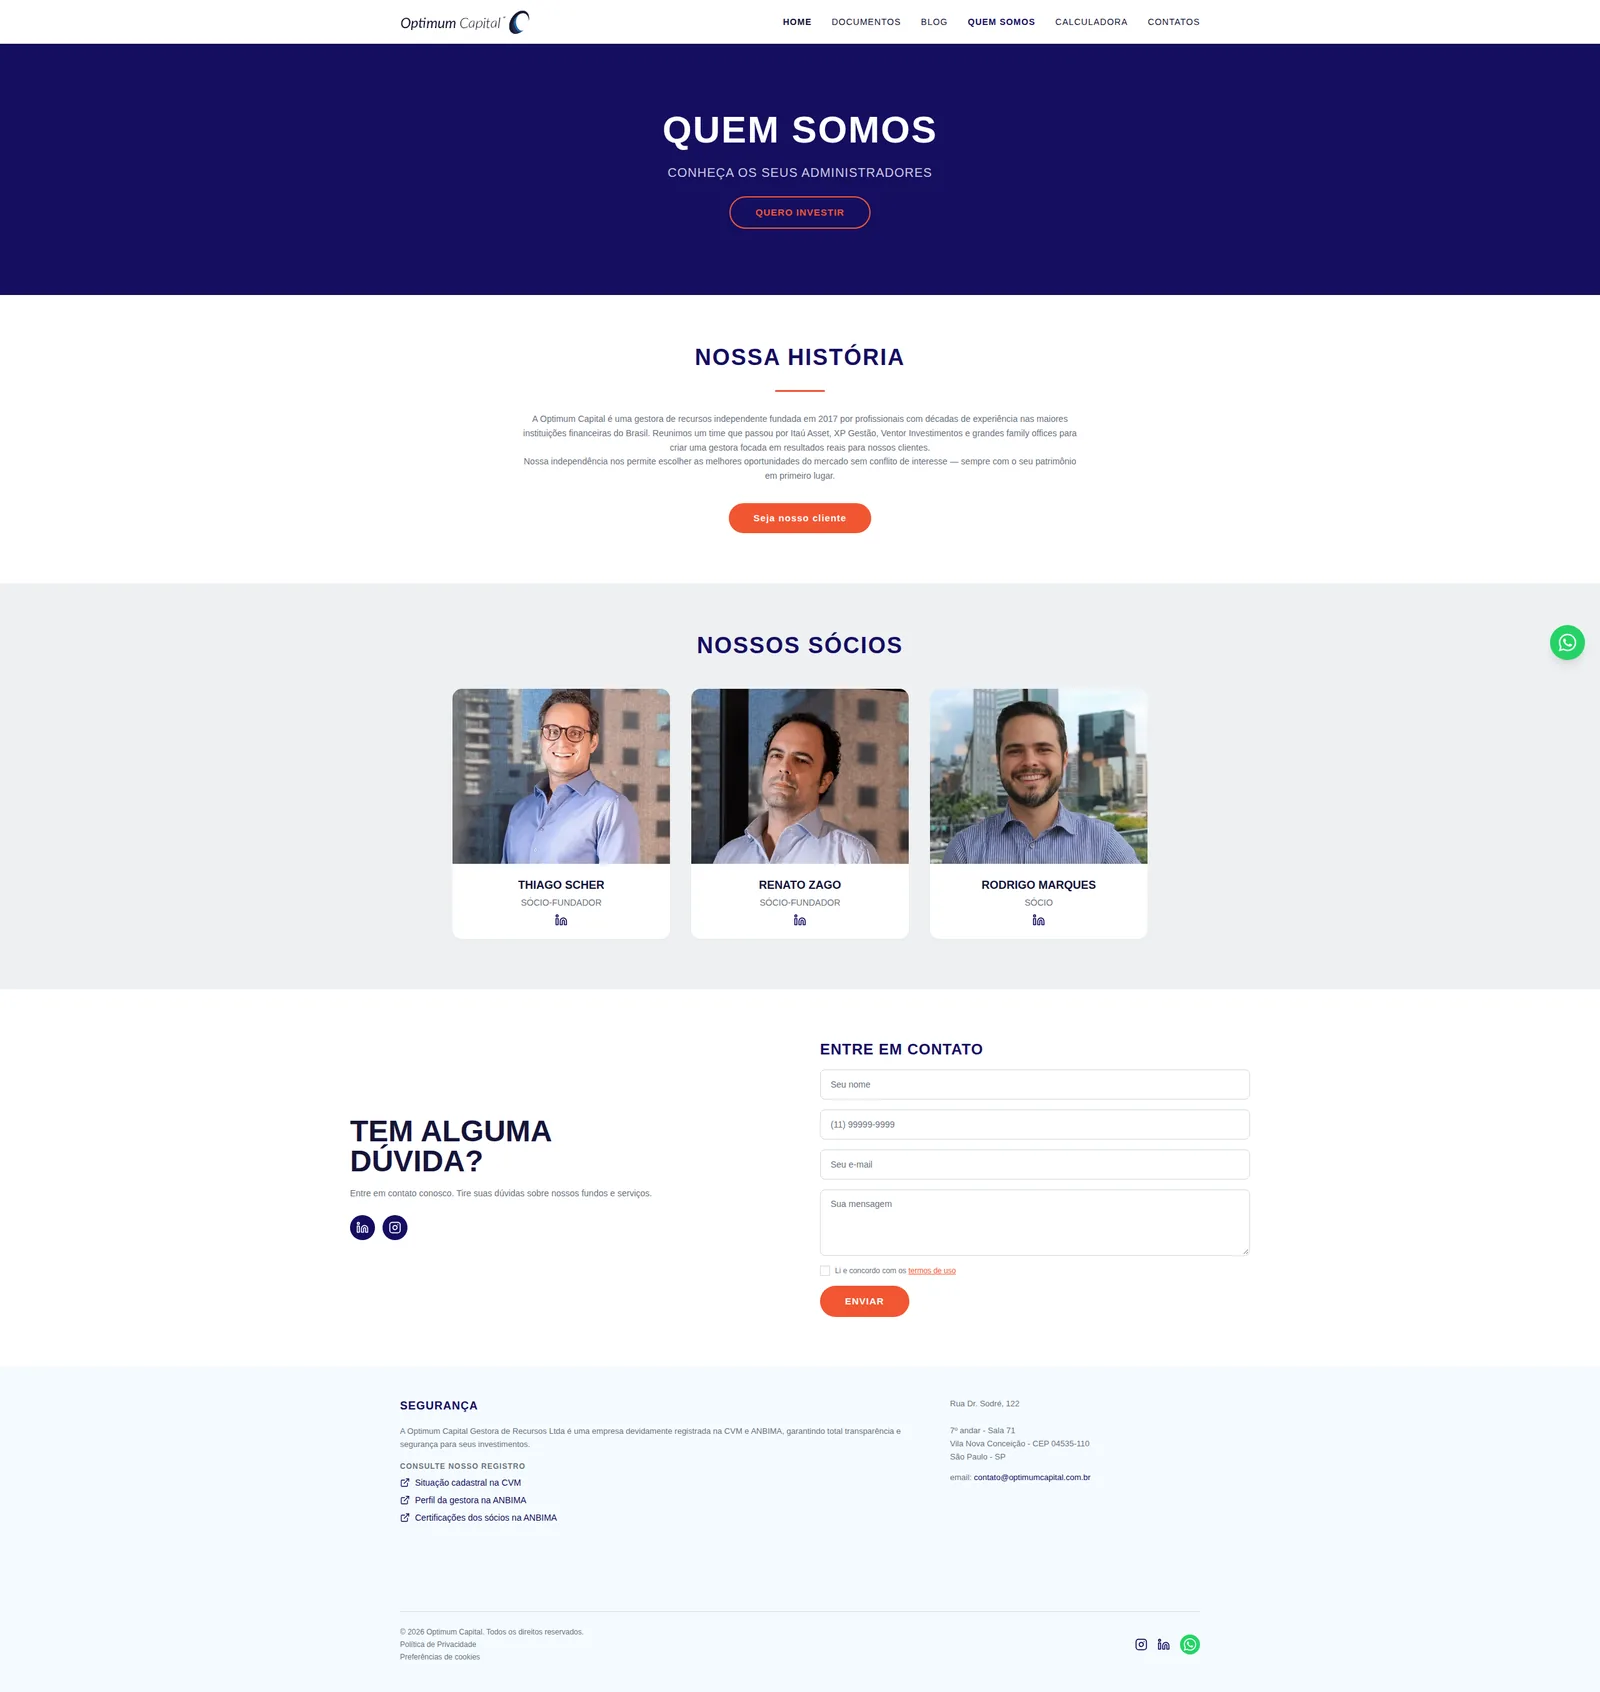 Optimum Capital
HOME DOCUMENTOS BLOG QUEM SOMOS CALCULADORA CONTATOS
QUEM SOMOS
CONHEÇA OS SEUS ADMINISTRADORES
QUERO INVESTIR
NOSSA HISTÓRIA
A Optimum Capital é uma gestora de recursos independente fundada em 2017 por profissionais com décadas de experiência nas maiores
instituições financeiras do Brasil. Reunimos um time que passou por Itaú Asset, XP Gestão, Ventor Investimentos e grandes family offices para
criar uma gestora focada em resultados reais para nossos clientes.
Nossa independência nos permite escolher as melhores oportunidades do mercado sem conflito de interesse — sempre com o seu patrimônio
em primeiro lugar.
Seja nosso cliente
NOSSOS SÓCIOS
THIAGO SCHER
SÓCIO-FUNDADOR
RENATO ZAGO
SÓCIO-FUNDADOR
RODRIGO MARQUES
SÓCIO
TEM ALGUMA
DÚVIDA?
Entre em contato conosco. Tire suas dúvidas sobre nossos fundos e serviços.
ENTRE EM CONTATO
Seu nome
(11) 99999-9999
Seu e-mail
Sua mensagem
Li e concordo com os termos de uso
ENVIAR
SEGURANÇA
A Optimum Capital Gestora de Recursos Ltda é uma empresa devidamente registrada na CVM e ANBIMA, garantindo total transparência e
segurança para seus investimentos.
CONSULTE NOSSO REGISTRO
Situação cadastral na CVM
Perfil da gestora na ANBIMA
Certificações dos sócios na ANBIMA
Rua Dr. Sodré, 122
7º andar - Sala 71
Vila Nova Conceição - CEP 04535-110
São Paulo - SP
email: contato@optimumcapital.com.br
© 2026 Optimum Capital. Todos os direitos reservados.
Política de Privacidade
Preferências de cookies